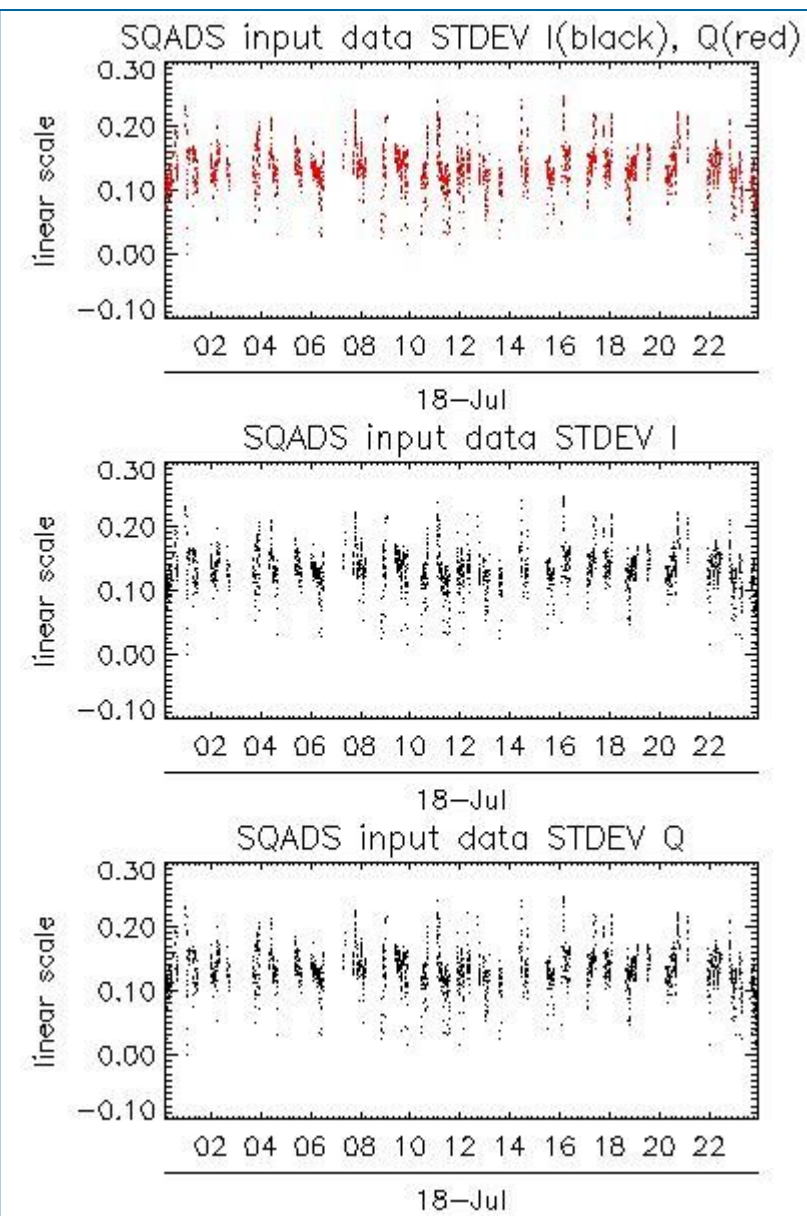 SQADS input data STDEV I(black), Q(red)
0.30
0.20
0.10
0.00
−0.10
linear scale
02 04 06 08 10 12 14 16 18 20 22
18−Jul
SQADS input data STDEV I
0.30
0.20
0.10
0.00
−0.10
linear scale
02 04 06 08 10 12 14 16 18 20 22
18−Jul
SQADS input data STDEV Q
0.30
0.20
0.10
0.00
−0.10
linear scale
02 04 06 08 10 12 14 16 18 20 22
18−Jul